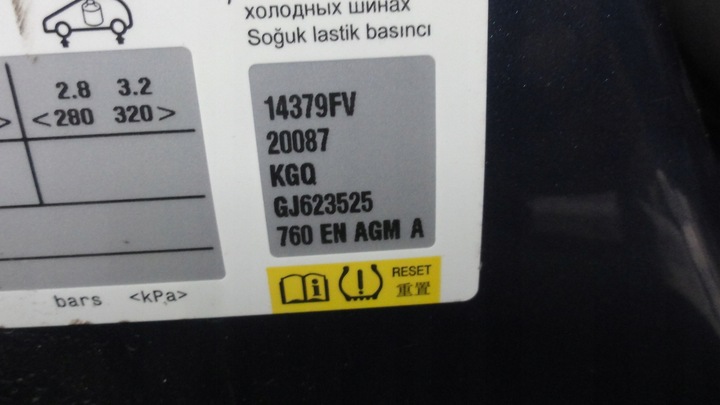 холодных шинах
Soğuk lastik basıncı
2.8 3.2
> <280 320>
14379FV
20087
KGQ
GJ623525
760 EN AGM A
bars <kPa>
RESET
重置